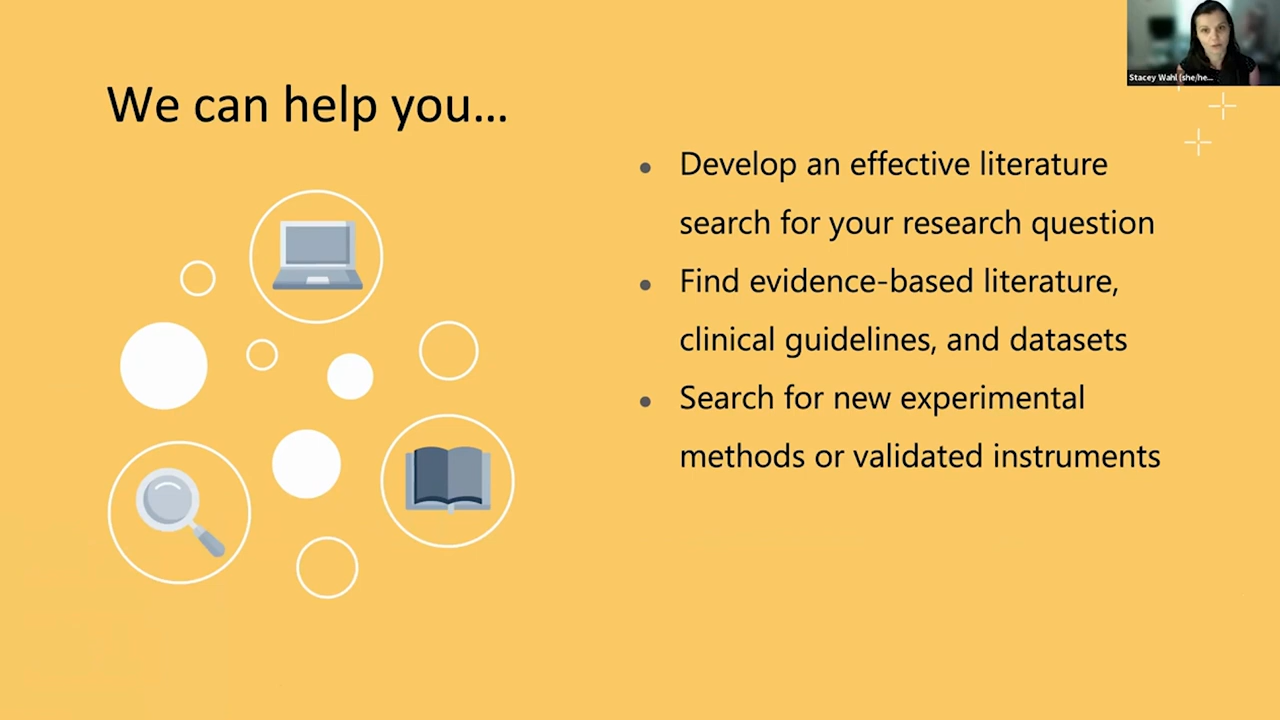 Stacey Wahl (she/he...
We can help you...
• Develop an effective literature
search for your research question
• Find evidence-based literature,
clinical guidelines, and datasets
• Search for new experimental
methods or validated instruments